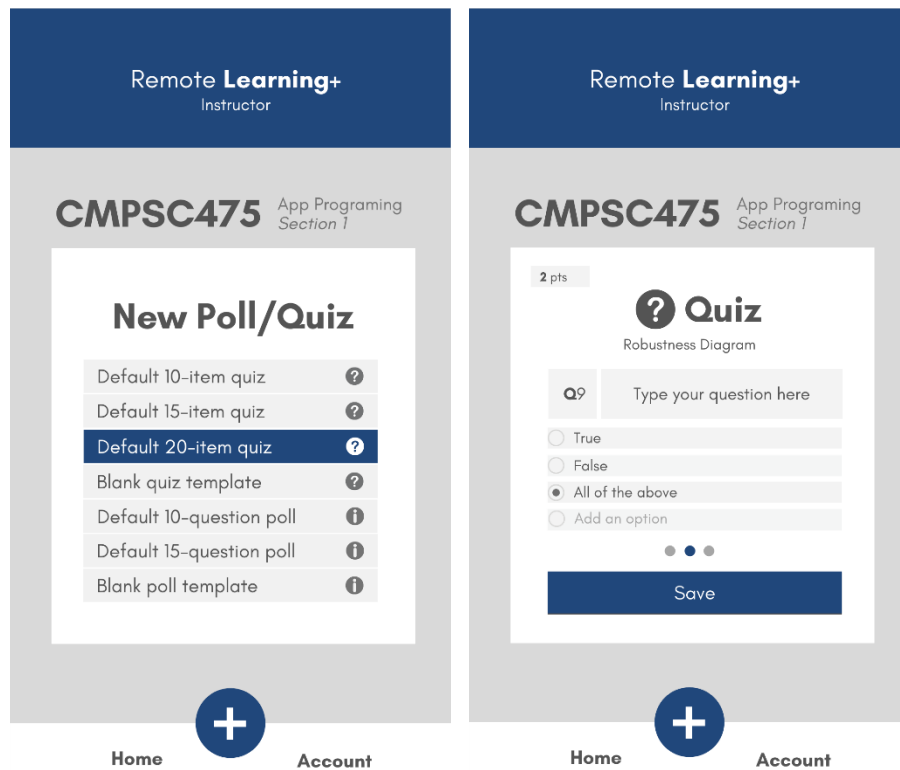 Remote Learning+
Instructor
CMPSC475 App Programing
Section 1
New Poll/Quiz
Default 10-item quiz ?
Default 15-item quiz ?
Default 20-item quiz ?
Blank quiz template ?
Default 10-question poll i
Default 15-question poll i
Blank poll template i
+
Home Account
Remote Learning+
Instructor
CMPSC475 App Programing
Section 1
2 pts
? Quiz
Robustness Diagram
Q9 Type your question here
True
False
All of the above
Add an option
Save
+
Home Account